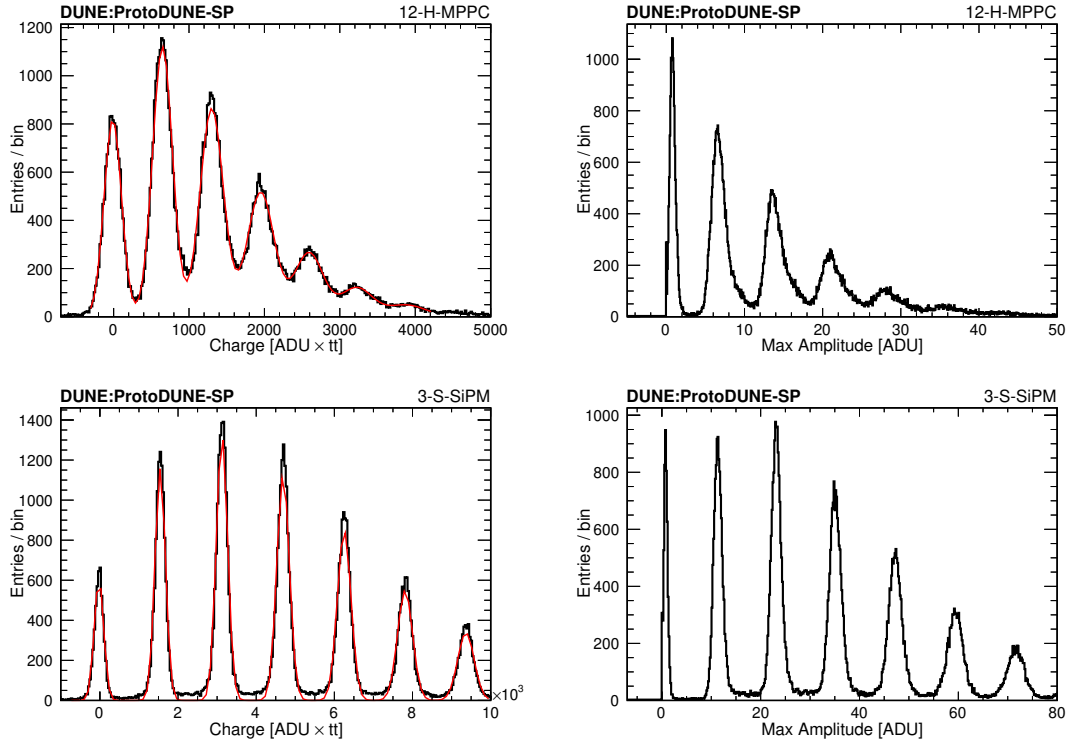 DUNE:ProtoDUNE-SP 12-H-MPPC
1200
1000
800
600
400
200
0
Entries / bin
0 1000 2000 3000 4000 5000
Charge [ADU × tt]
DUNE:ProtoDUNE-SP 12-H-MPPC
1000
800
600
400
200
0
Entries / bin
0 10 20 30 40 50
Max Amplitude [ADU]
DUNE:ProtoDUNE-SP 3-S-SiPM
1400
1200
1000
800
600
400
200
0
Entries / bin
×10³
0 2 4 6 8 10
Charge [ADU × tt]
DUNE:ProtoDUNE-SP 3-S-SiPM
1000
800
600
400
200
0
Entries / bin
0 20 40 60 80
Max Amplitude [ADU]